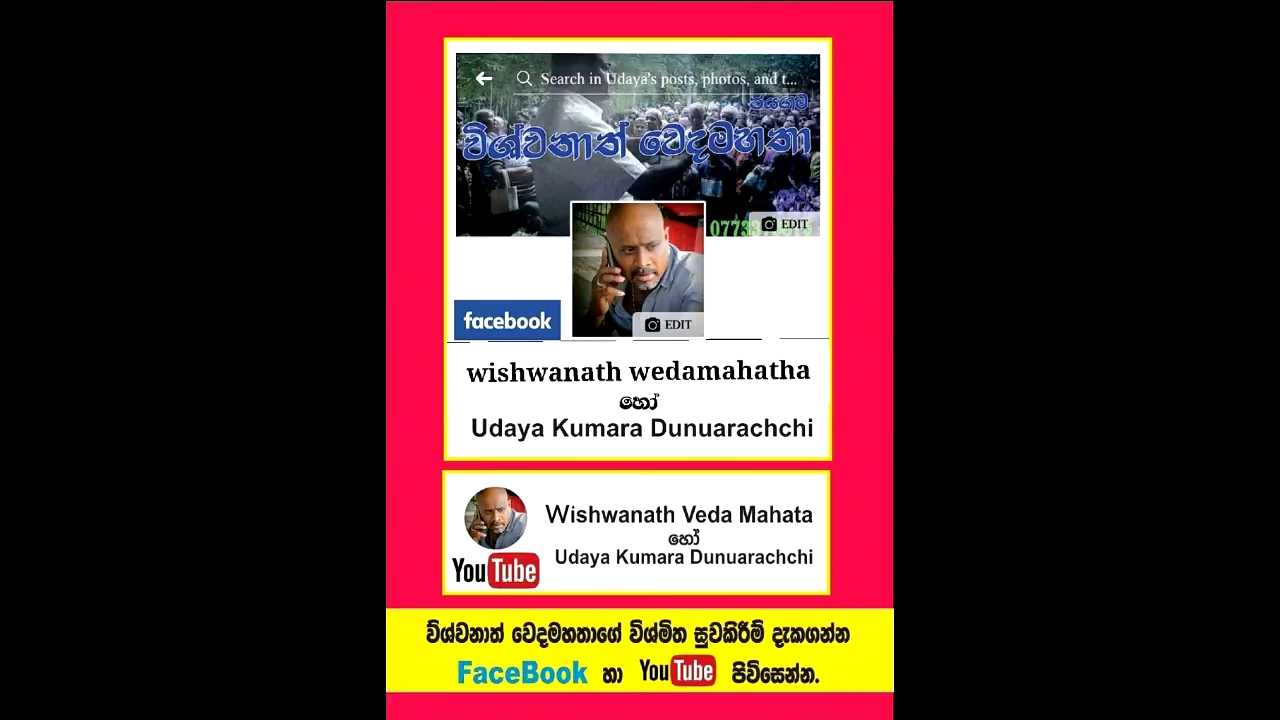 Search in Udaya's posts, photos, and t...
ජයගම
විශ්වනාත් වෙදමහතා
EDIT
EDIT
facebook
wishwanath wedamahatha
හෝ
Udaya Kumara Dunuarachchi
Wishwanath Veda Mahata
හෝ
Udaya Kumara Dunuarachchi
YouTube
විශ්වනාත් වෙදමහතාගේ විශ්මිත සුවකිරීම් දැකගන්න
FaceBook හා YouTube පිවිසෙන්න.